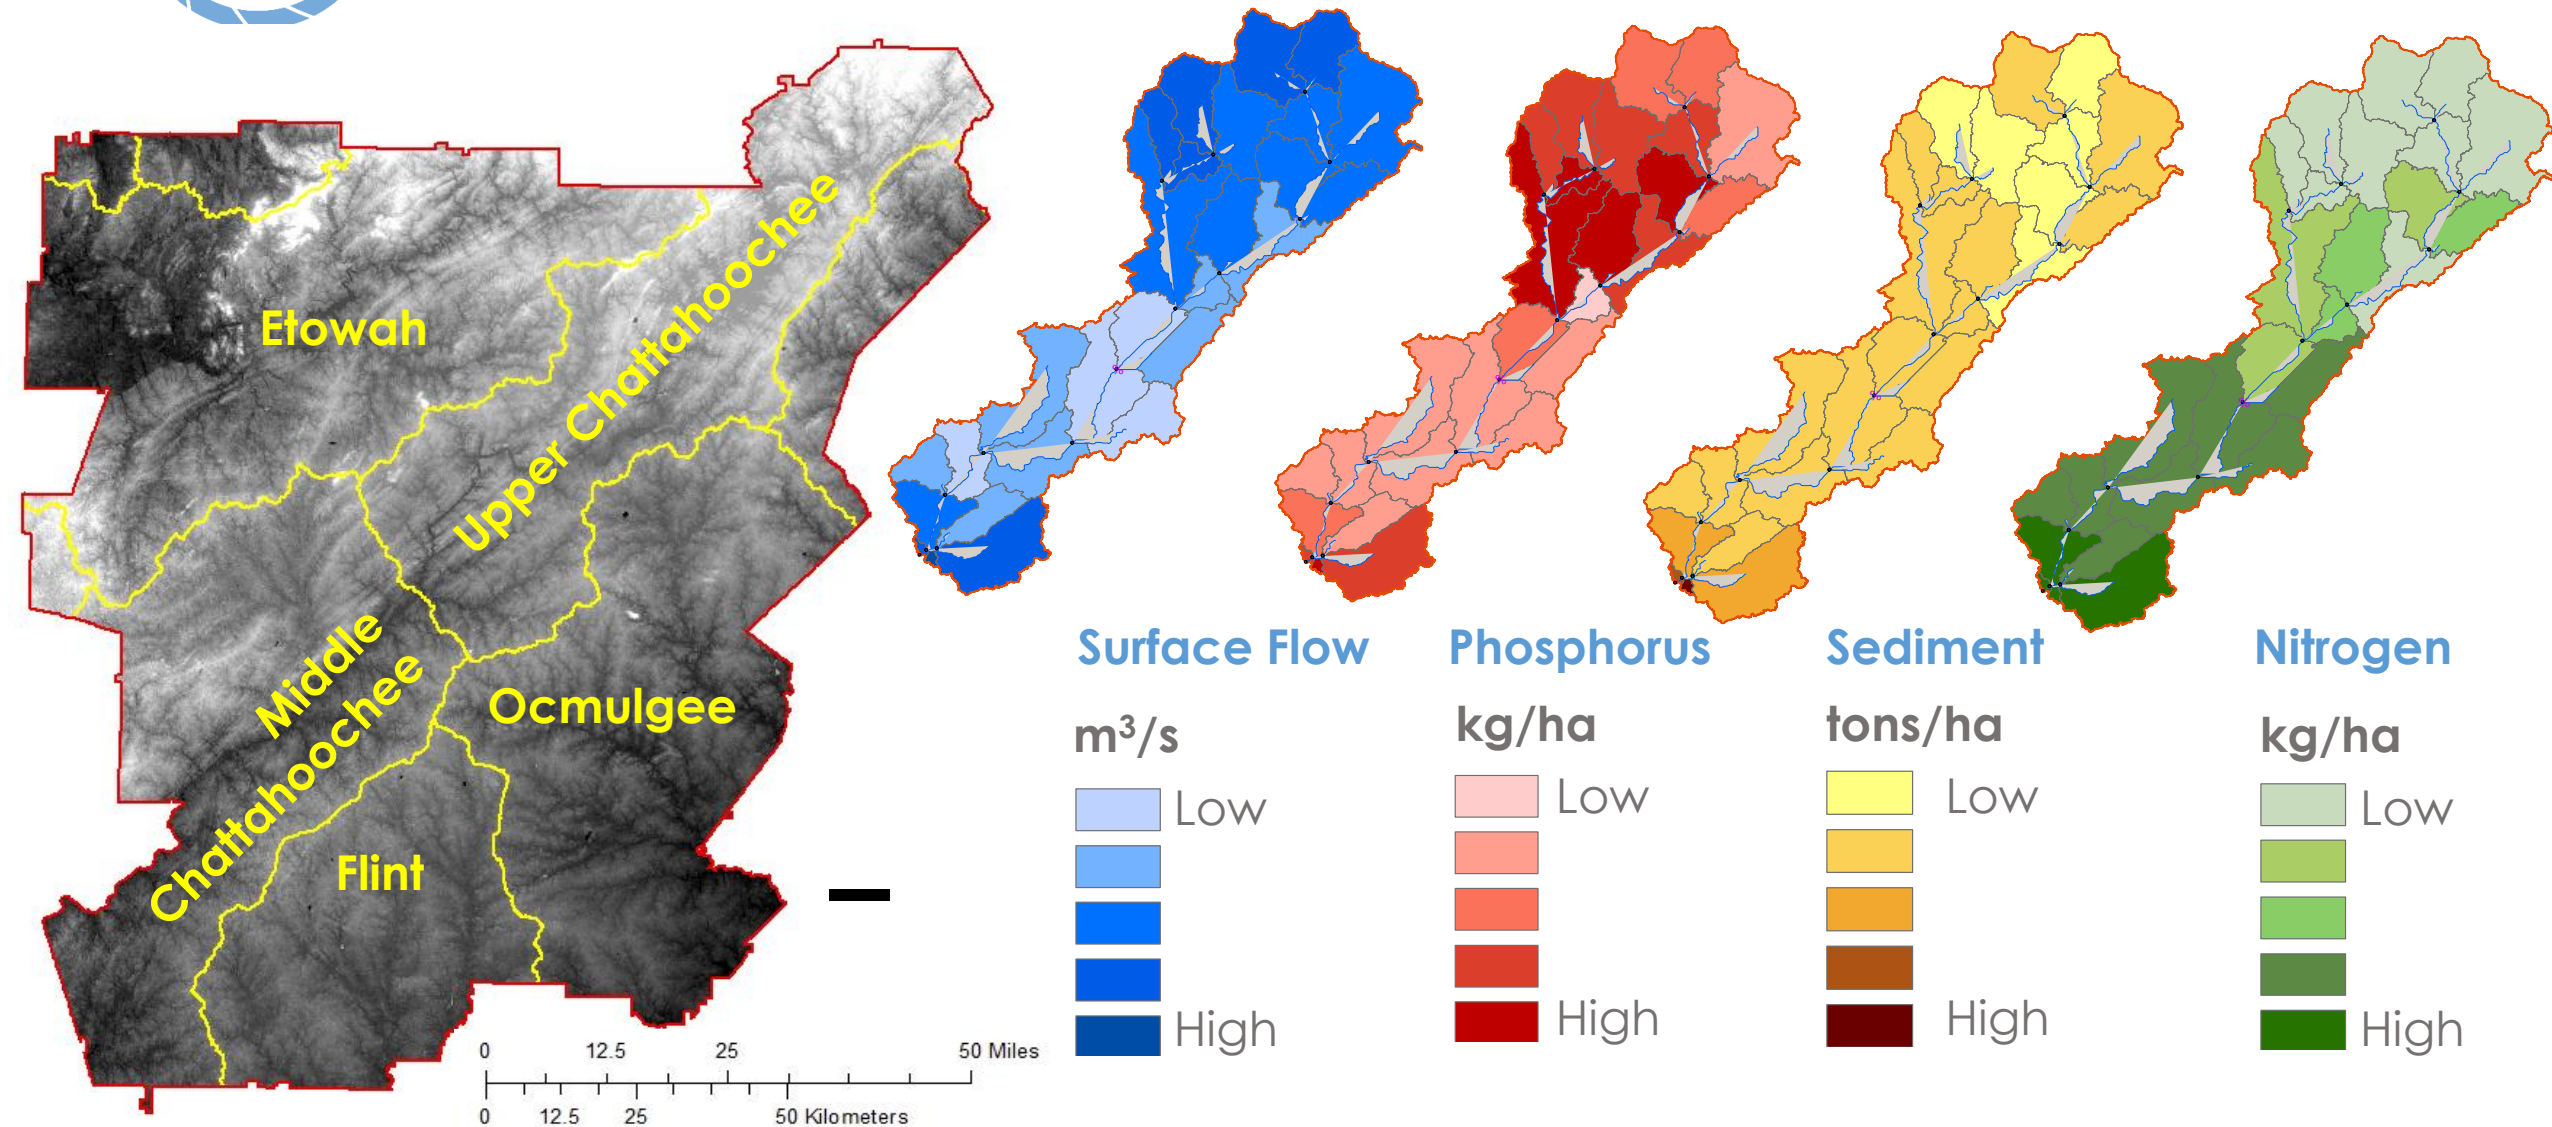 Etowah
Upper Chattahoochee
Middle
Chattahoochee
Ocmulgee
Flint
0 12.5 25 50 Miles
0 12.5 25 50 Kilometers
Surface Flow
m³/s
Low
High
Phosphorus
kg/ha
Low
High
Sediment
tons/ha
Low
High
Nitrogen
kg/ha
Low
High